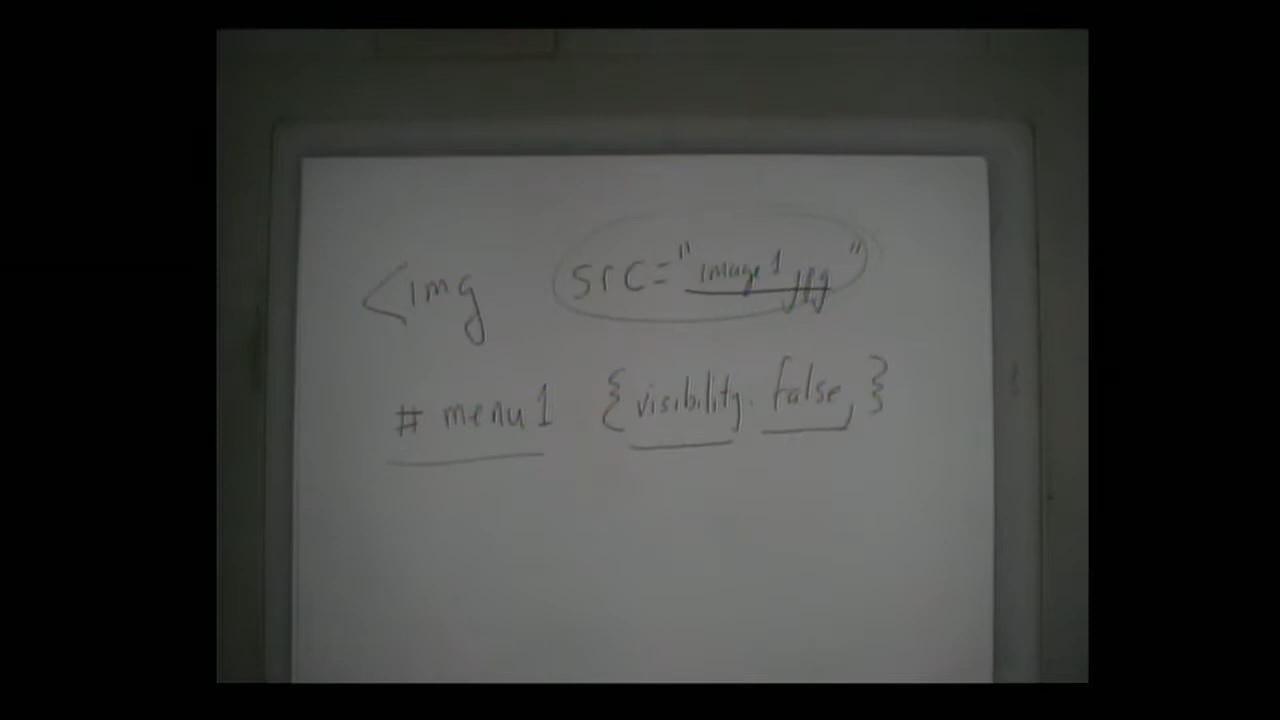 <img src="image1.jpg"
# menu1 {visibility: false; }